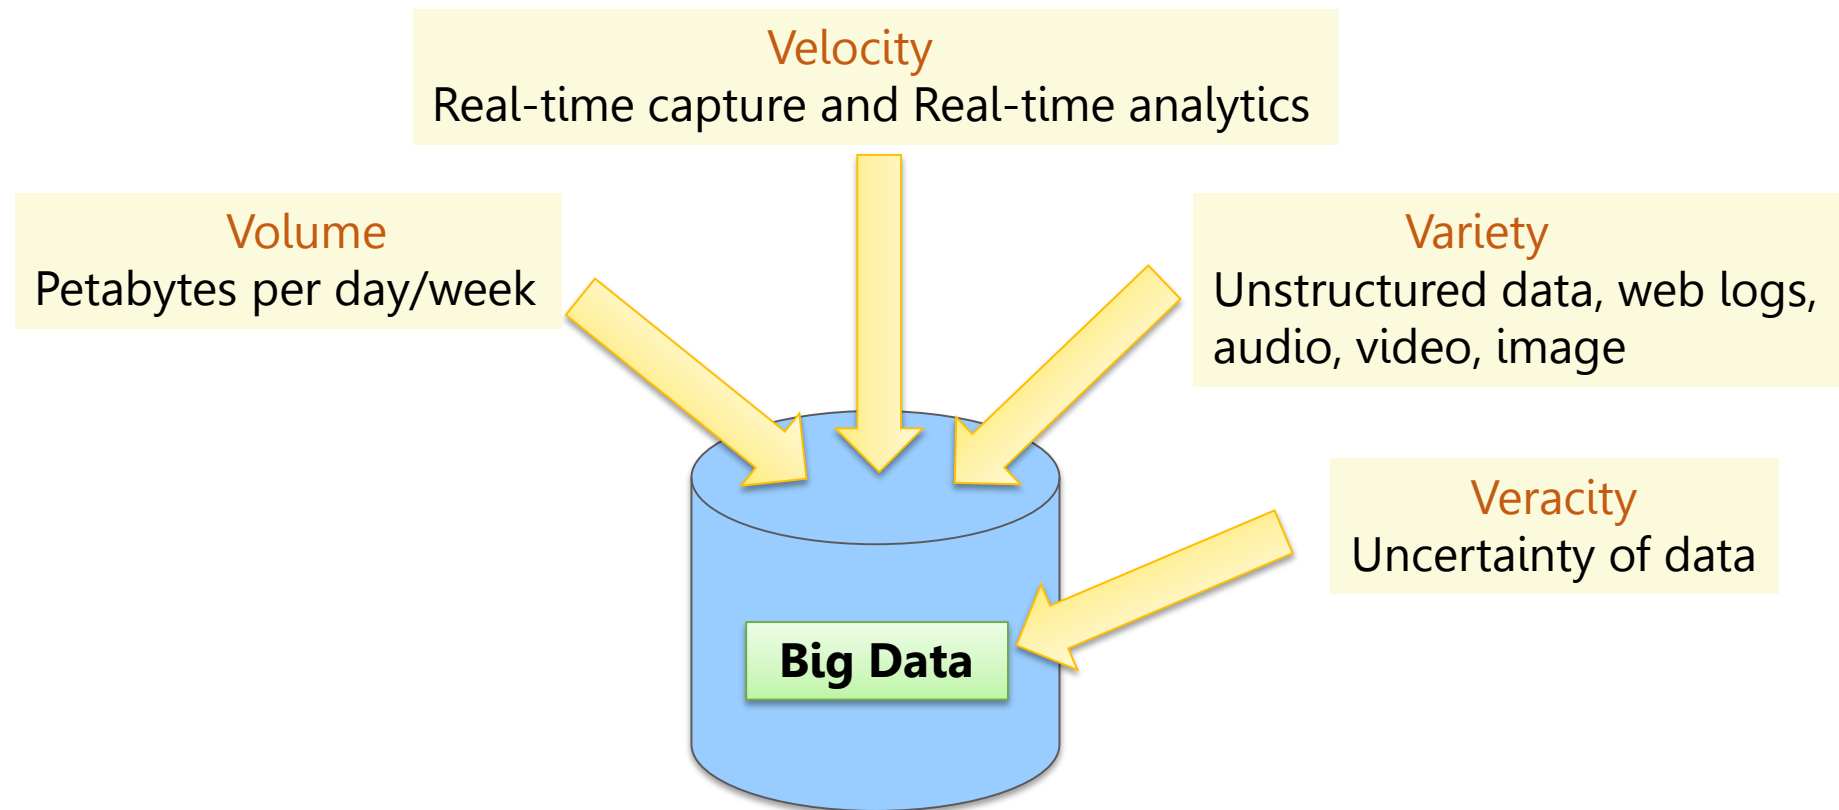 Velocity
Real-time capture and Real-time analytics
Volume
Petabytes per day/week
Variety
Unstructured data, web logs,
audio, video, image
Veracity
Uncertainty of data
Big Data